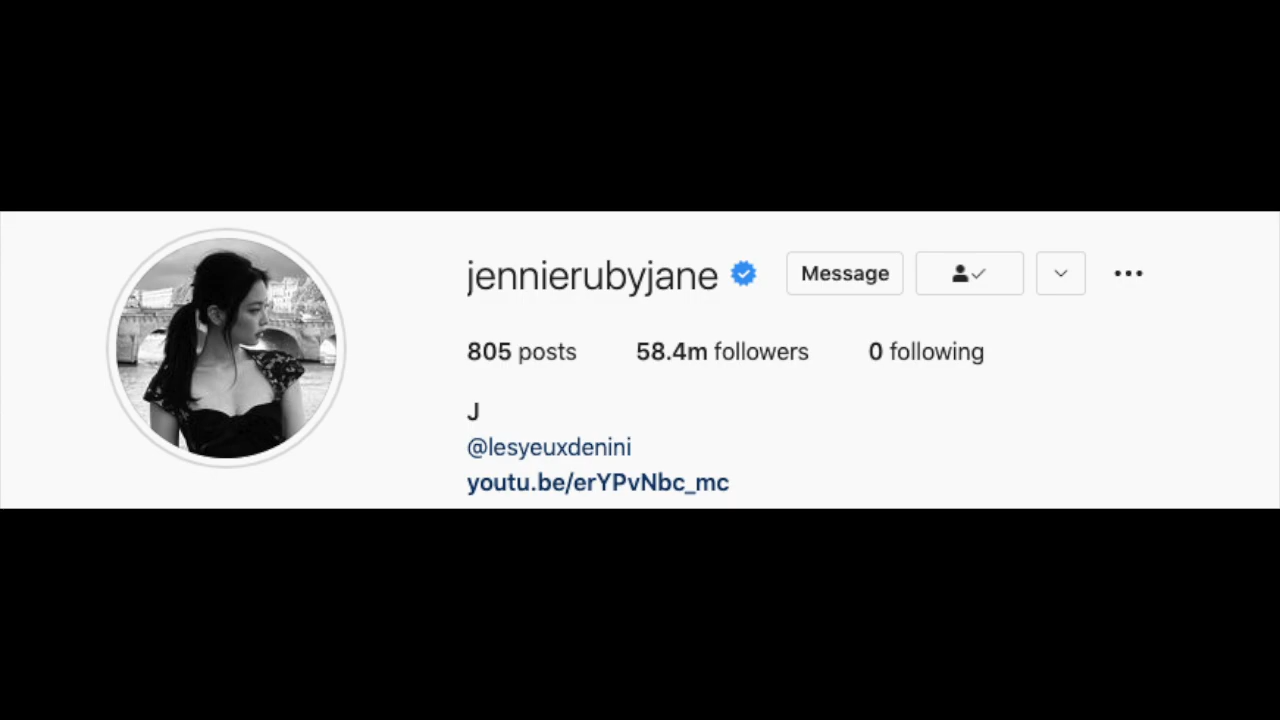 jennierubyjane Message
805 posts 58.4m followers 0 following
J
@lesyeuxdenini
youtu.be/erYPvNbc_mc